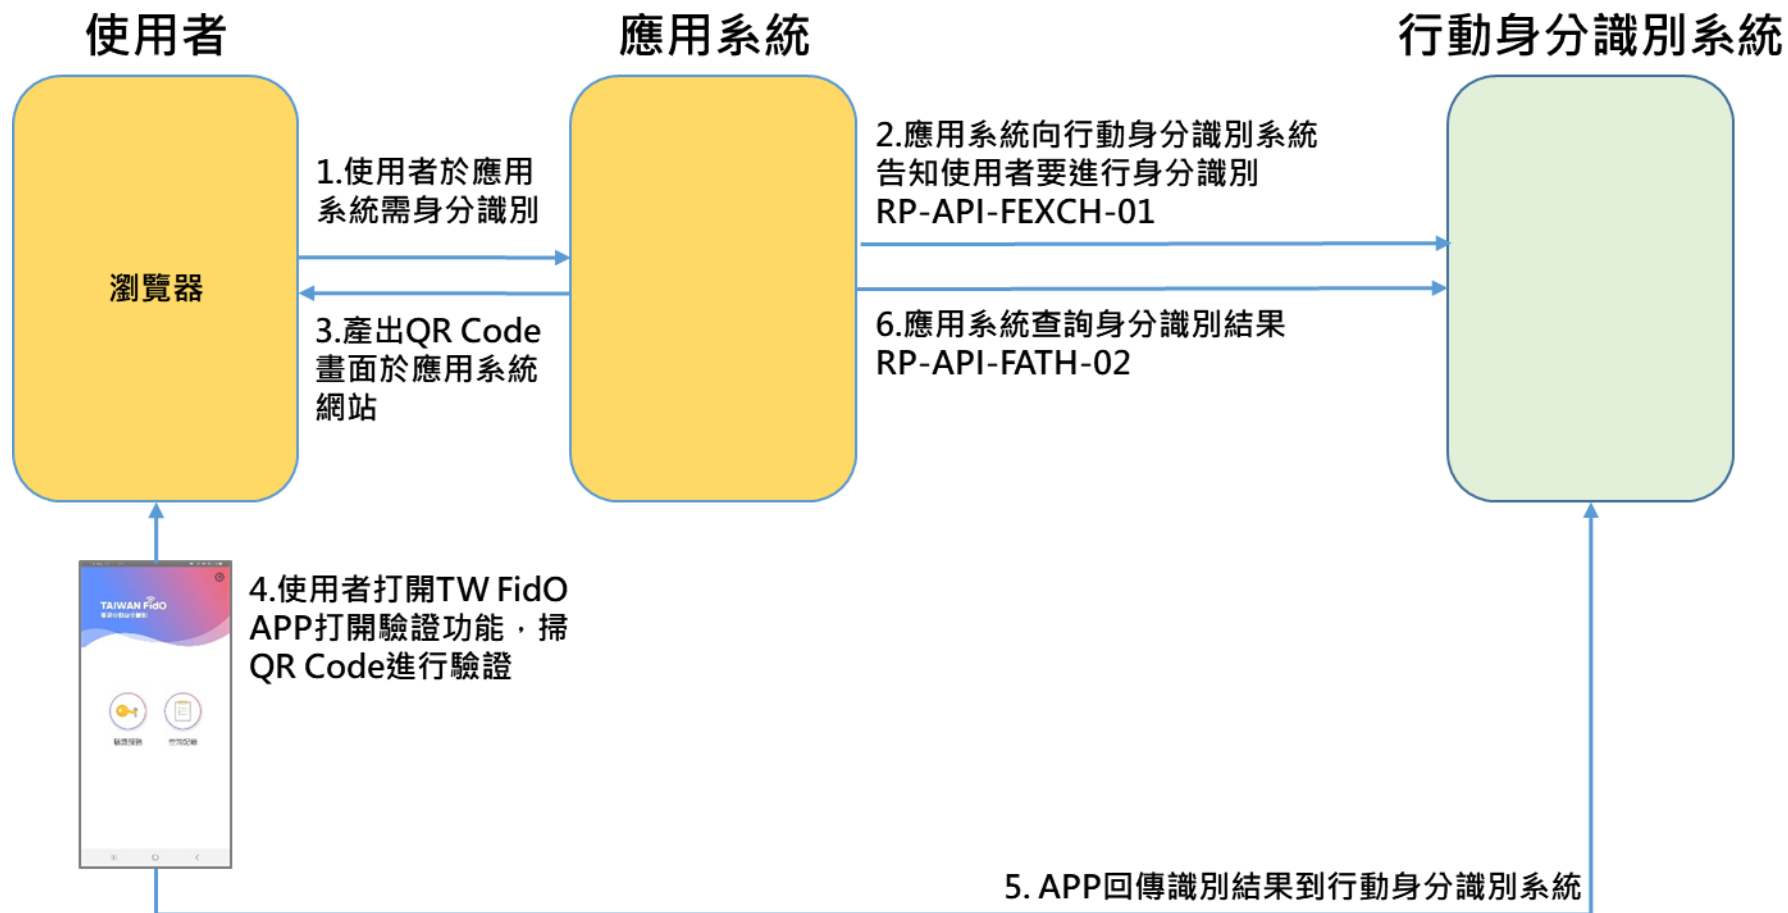 使用者
應用系統
行動身分識別系統
瀏覽器
1.使用者於應用
系統需身分識別
2.應用系統向行動身分識別系統
告知使用者要進行身分識別
RP-API-FEXCH-01
3.產出QR Code
畫面於應用系統
網站
6.應用系統查詢身分識別結果
RP-API-FATH-02
TAIWAN FidO
4.使用者打開TW FidO
APP打開驗證功能，掃
QR Code進行驗證
5. APP回傳識別結果到行動身分識別系統